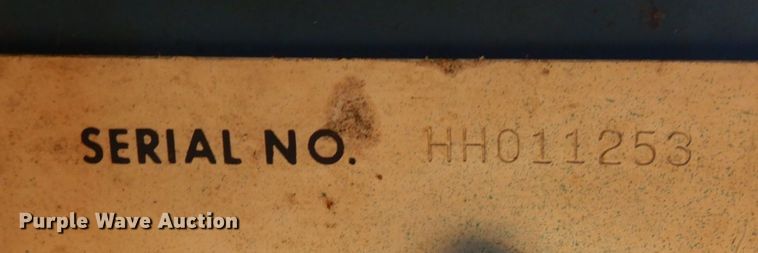 SERIAL NO. HH011253
Purple Wave Auction